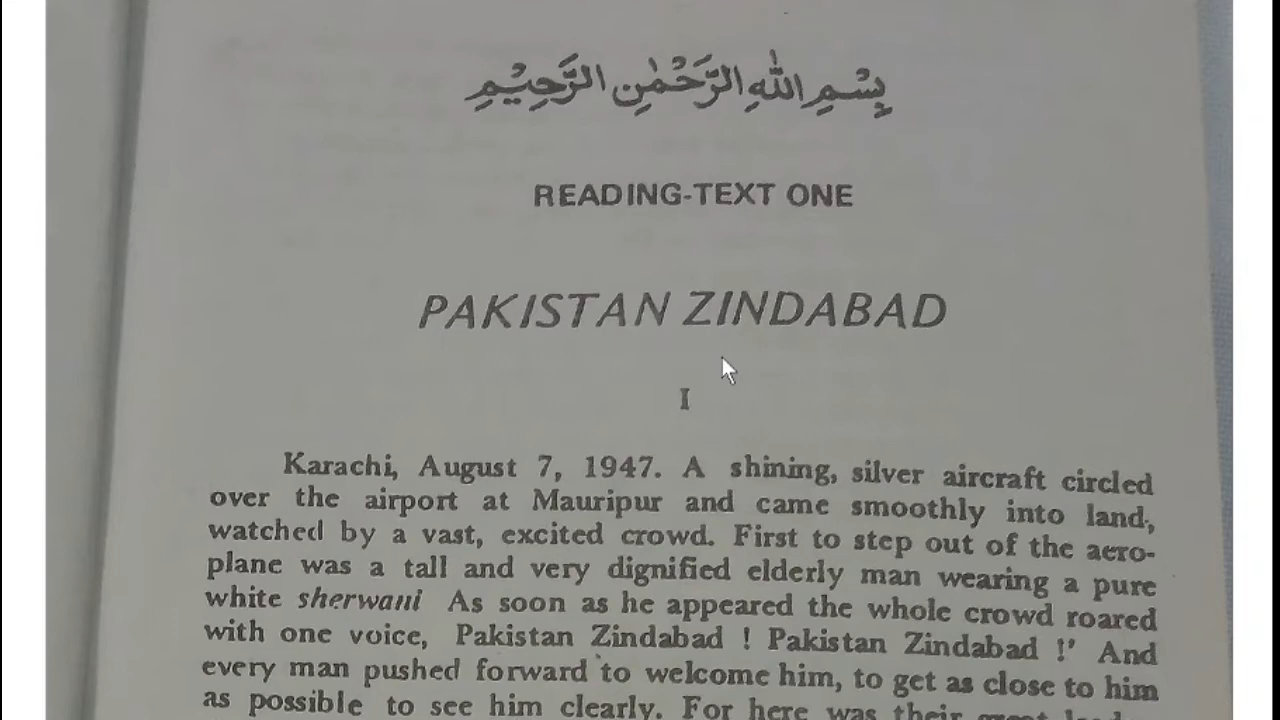 بِسْمِ اللهِ الرَّحْمٰنِ الرَّحِيْمِ
READING-TEXT ONE
PAKISTAN ZINDABAD
I
Karachi, August 7, 1947. A shining, silver aircraft circled
over the airport at Mauripur and came smoothly into land,
watched by a vast, excited crowd. First to step out of the aero-
plane was a tall and very dignified elderly man wearing a pure
white sherwani As soon as he appeared the whole crowd roared
with one voice, Pakistan Zindabad ! Pakistan Zindabad !' And
every man pushed forward to welcome him, to get as close to him
as possible to see him clearly. For here was their great